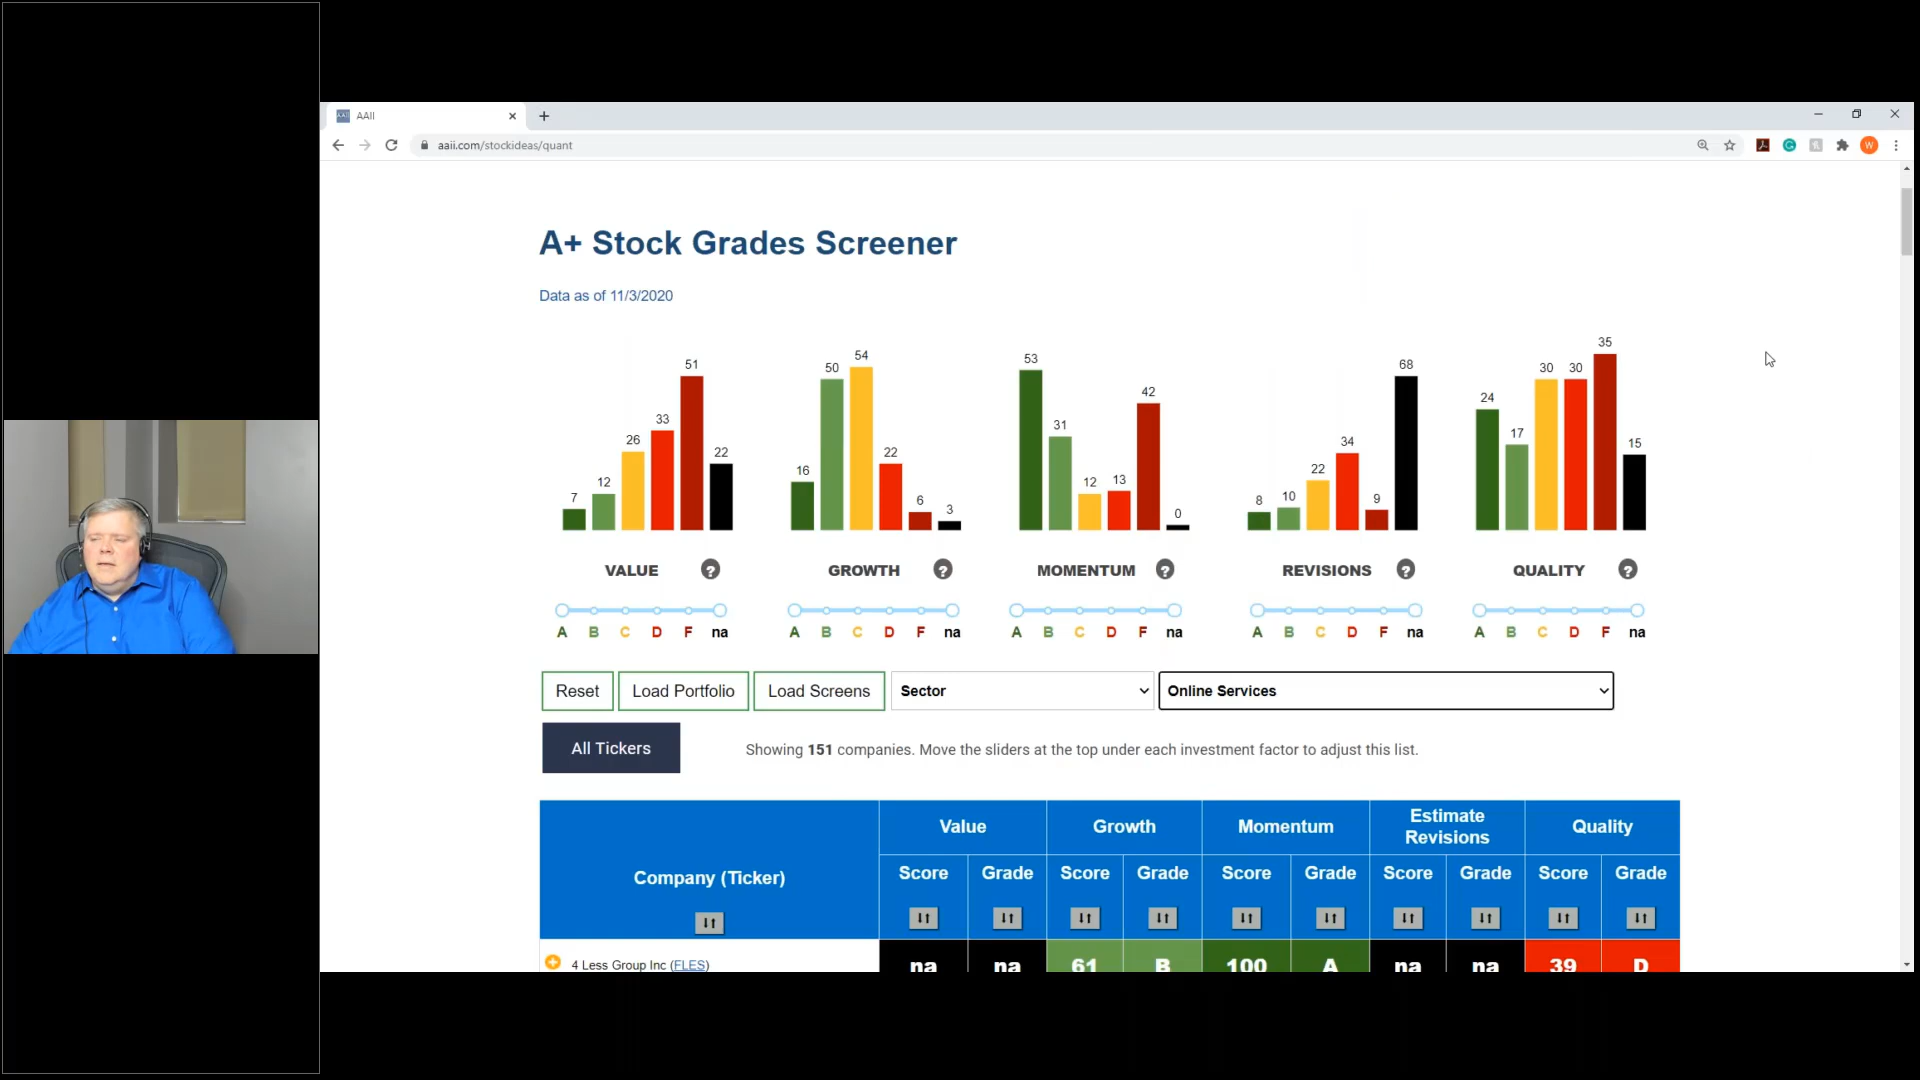 AAII
aaii.com/stockideas/quant
W
A+ Stock Grades Screener
Data as of 11/3/2020
7 12 26 33 51 22
16 50 54 22 6 3
53 31 12 13 42 0
8 10 22 34 9 68
24 17 30 30 35 15
VALUE ? GROWTH ? MOMENTUM ? REVISIONS ? QUALITY ?
A B C D F na A B C D F na A B C D F na A B C D F na A B C D F na
Reset Load Portfolio Load Screens Sector Online Services
All Tickers Showing 151 companies. Move the sliders at the top under each investment factor to adjust this list.
Company (Ticker) Value Growth Momentum Estimate Revisions Quality
Score Grade Score Grade Score Grade Score Grade Score Grade
4 Less Group Inc (FLES) na na 61 B 100 A na na 39 D